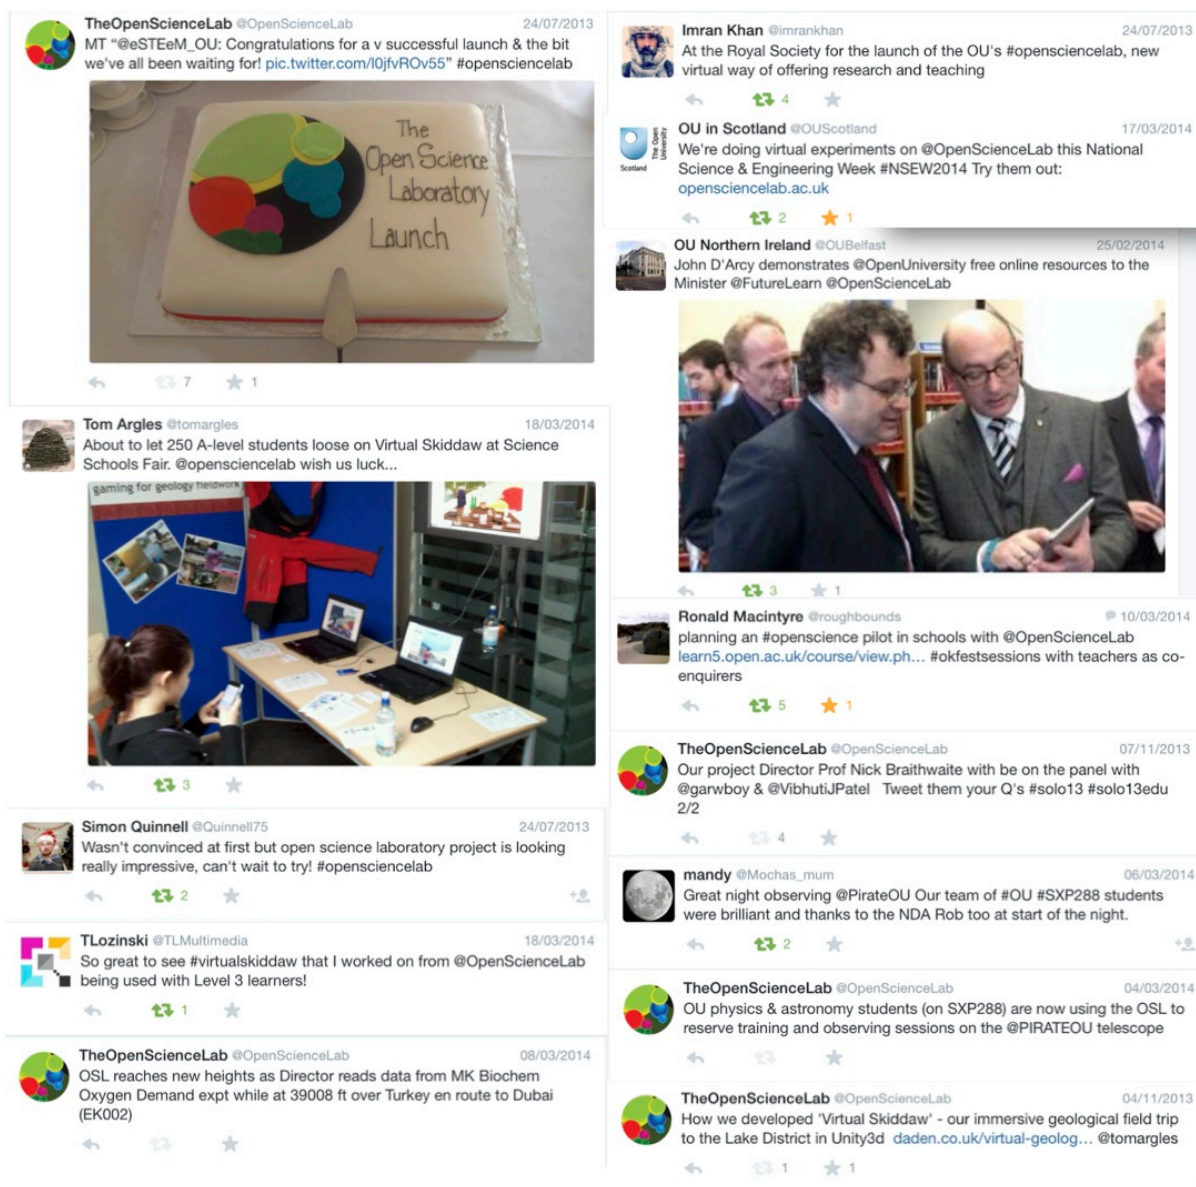 TheOpenScienceLab @OpenScienceLab 24/07/2013
MT “@eSTEeM_OU: Congratulations for a v successful launch & the bit
we've all been waiting for! pic.twitter.com/l0jfvROv55” #opensciencelab
The
Open Science
Laboratory
Launch
7 1
Tom Argles @tomargles 18/03/2014
About to let 250 A-level students loose on Virtual Skiddaw at Science
Schools Fair. @opensciencelab wish us luck...
gaming for geology fieldwork
3
Simon Quinnell @Quinnell75 24/07/2013
Wasn't convinced at first but open science laboratory project is looking
really impressive, can't wait to try! #opensciencelab
2
TLozinski @TLMultimedia 18/03/2014
So great to see #virtualskiddaw that I worked on from @OpenScienceLab
being used with Level 3 learners!
1
TheOpenScienceLab @OpenScienceLab 08/03/2014
OSL reaches new heights as Director reads data from MK Biochem
Oxygen Demand expt while at 39008 ft over Turkey en route to Dubai
(EK002)
Imran Khan @imrankhan 24/07/2013
At the Royal Society for the launch of the OU's #opensciencelab, new
virtual way of offering research and teaching
4
The Open
University
Scotland
OU in Scotland @OUScotland 17/03/2014
We're doing virtual experiments on @OpenScienceLab this National
Science & Engineering Week #NSEW2014 Try them out:
opensciencelab.ac.uk
2 1
OU Northern Ireland @OUBelfast 25/02/2014
John D'Arcy demonstrates @OpenUniversity free online resources to the
Minister @FutureLearn @OpenScienceLab
3 1
Ronald Macintyre @roughbounds 10/03/2014
planning an #openscience pilot in schools with @OpenScienceLab
learn5.open.ac.uk/course/view.ph... #okfestsessions with teachers as co-
enquirers
5 1
TheOpenScienceLab @OpenScienceLab 07/11/2013
Our project Director Prof Nick Braithwaite with be on the panel with
@garwboy & @VibhutiJPatel Tweet them your Q's #solo13 #solo13edu
2/2
4
mandy @Mochas_mum 06/03/2014
Great night observing @PirateOU Our team of #OU #SXP288 students
were brilliant and thanks to the NDA Rob too at start of the night.
2
TheOpenScienceLab @OpenScienceLab 04/03/2014
OU physics & astronomy students (on SXP288) are now using the OSL to
reserve training and observing sessions on the @PIRATEOU telescope
TheOpenScienceLab @OpenScienceLab 04/11/2013
How we developed 'Virtual Skiddaw' - our immersive geological field trip
to the Lake District in Unity3d daden.co.uk/virtual-geolog... @tomargles
1 1